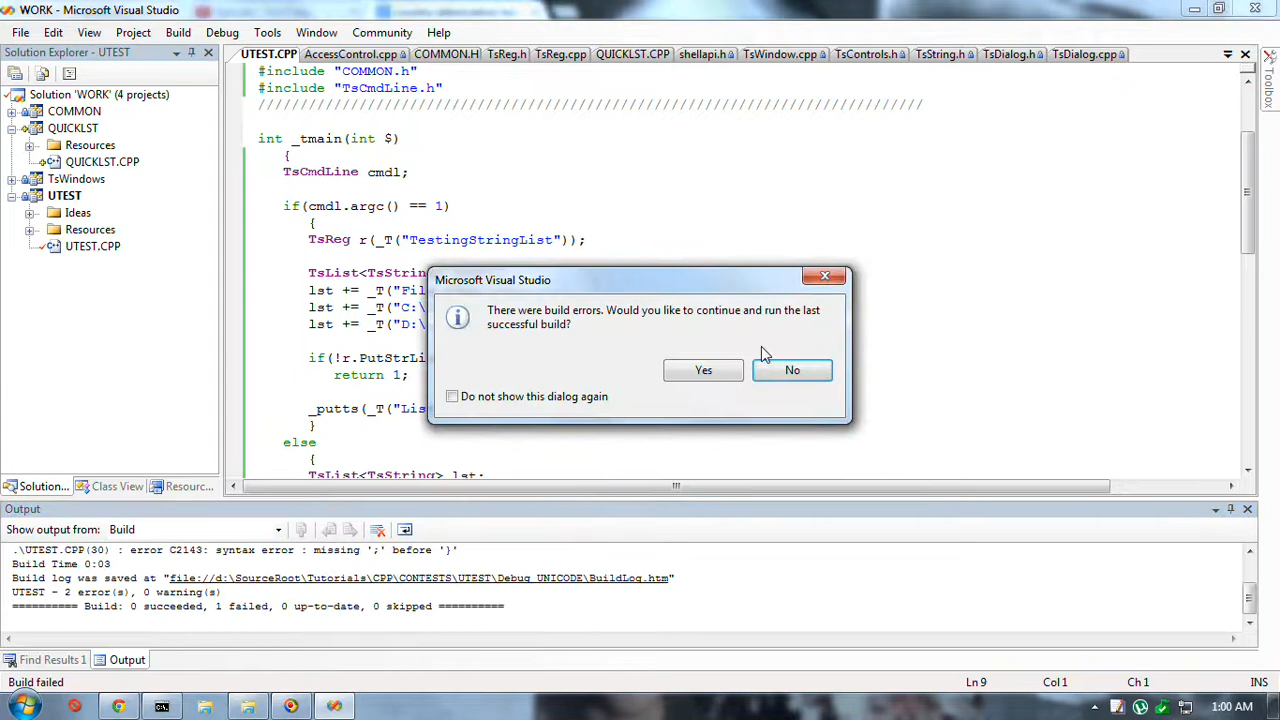 WORK - Microsoft Visual Studio
File Edit View Project Build Debug Tools Window Community Help
Solution Explorer - UTEST
UTEST.CPP AccessControl.cpp COMMON.H TsReg.h TsReg.cpp QUICKLST.CPP shellapi.h TsWindow.cpp TsControls.h TsString.h TsDialog.h TsDialog.cpp
Toolbox
Solution 'WORK' (4 projects)
COMMON
QUICKLST
Resources
QUICKLST.CPP
TsWindows
UTEST
Ideas
Resources
UTEST.CPP
Solution... Class View Resourc...
#include "COMMON.h"
#include "TsCmdLine.h"
///////////////////////////////////////////////////////////////////////////////
int _tmain(int $)
{
TsCmdLine cmdl;
if(cmdl.argc() == 1)
{
TsReg r(_T("TestingStringList"));
TsList<TsString
lst += _T("Fil
lst += _T("C:\
lst += _T("D:\
if(!r.PutStrLi
return 1;
_putts(_T("Lis
}
else
{
TsList<TsString> lst;
Microsoft Visual Studio
There were build errors. Would you like to continue and run the last
successful build?
Yes No
Do not show this dialog again
Output
Show output from: Build
.\UTEST.CPP(30) : error C2143: syntax error : missing ';' before '}'
Build Time 0:03
Build log was saved at "file://d:\SourceRoot\Tutorials\CPP\CONTESTS\UTEST\Debug_UNICODE\BuildLog.htm"
UTEST - 2 error(s), 0 warning(s)
========== Build: 0 succeeded, 1 failed, 0 up-to-date, 0 skipped ==========
Find Results 1 Output
Build failed Ln 9 Col 1 Ch 1 INS
1:00 AM